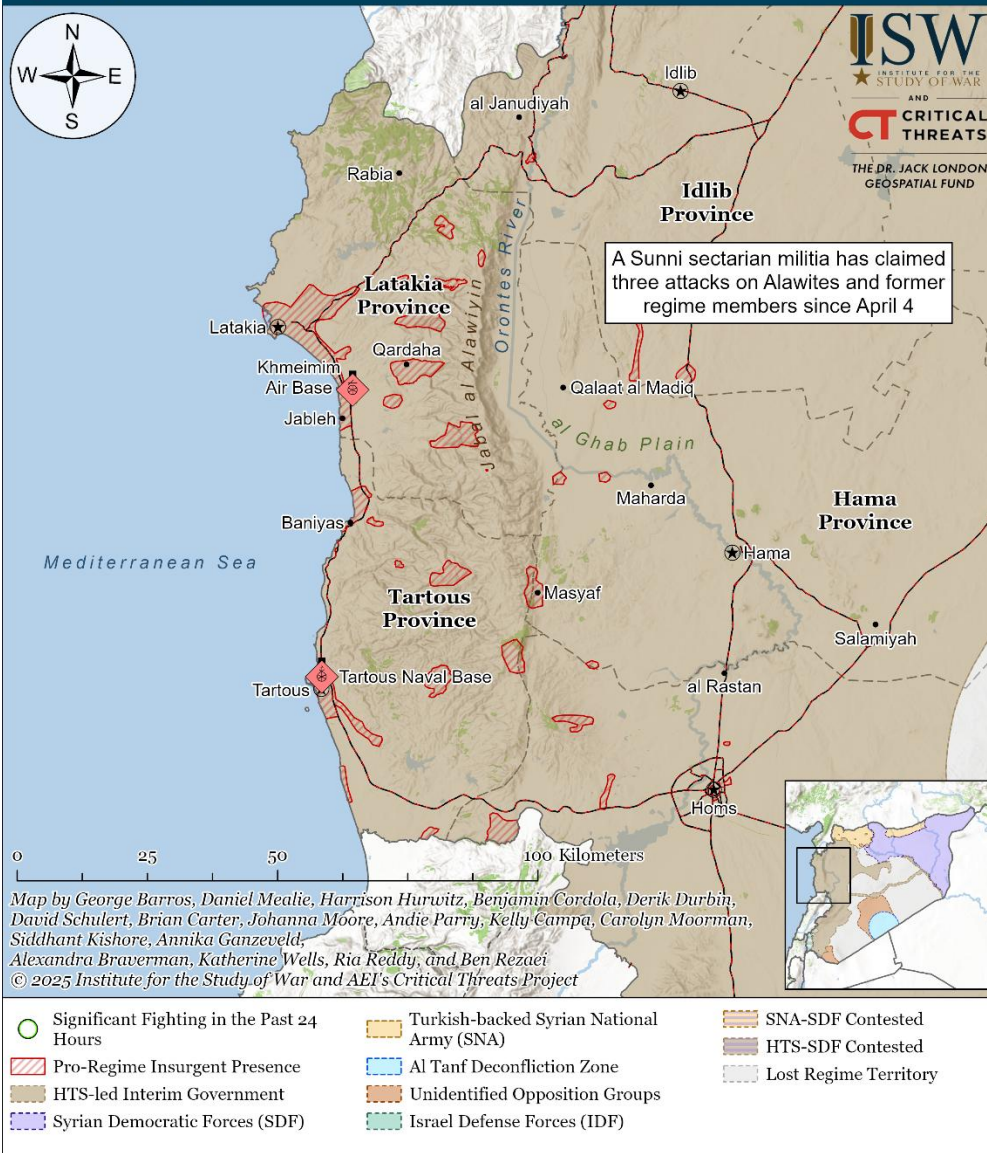 N
W
E
S
ISW
INSTITUTE FOR THE
STUDY OF WAR
AND
CT CRITICAL
THREATS
THE DR. JACK LONDON
GEOSPATIAL FUND
Idlib
al Janudiyah
Rabia
Idlib
Province
Orontes River
A Sunni sectarian militia has claimed
three attacks on Alawites and former
regime members since April 4
Latakia
Province
Latakia
Qardaha
Khmeimim
Air Base
Jabal al Alawiyin
Qalaat al Madiq
Jableh
al Ghab Plain
Maharda
Hama
Province
Baniyas
Hama
Mediterranean Sea
Tartous
Province
Masyaf
Salamiyah
Tartous Naval Base
Tartous
al Rastan
Homs
0 25 50 100 Kilometers
Map by George Barros, Daniel Mealie, Harrison Hurwitz, Benjamin Cordola, Derik Durbin,
David Schulert, Brian Carter, Johanna Moore, Andie Parry, Kelly Campa, Carolyn Moorman,
Siddhant Kishore, Annika Ganzeveld,
Alexandra Braverman, Katherine Wells, Ria Reddy, and Ben Rezaei
© 2025 Institute for the Study of War and AEI's Critical Threats Project
Significant Fighting in the Past 24
Hours
Pro-Regime Insurgent Presence
HTS-led Interim Government
Syrian Democratic Forces (SDF)
Turkish-backed Syrian National
Army (SNA)
Al Tanf Deconfliction Zone
Unidentified Opposition Groups
Israel Defense Forces (IDF)
SNA-SDF Contested
HTS-SDF Contested
Lost Regime Territory